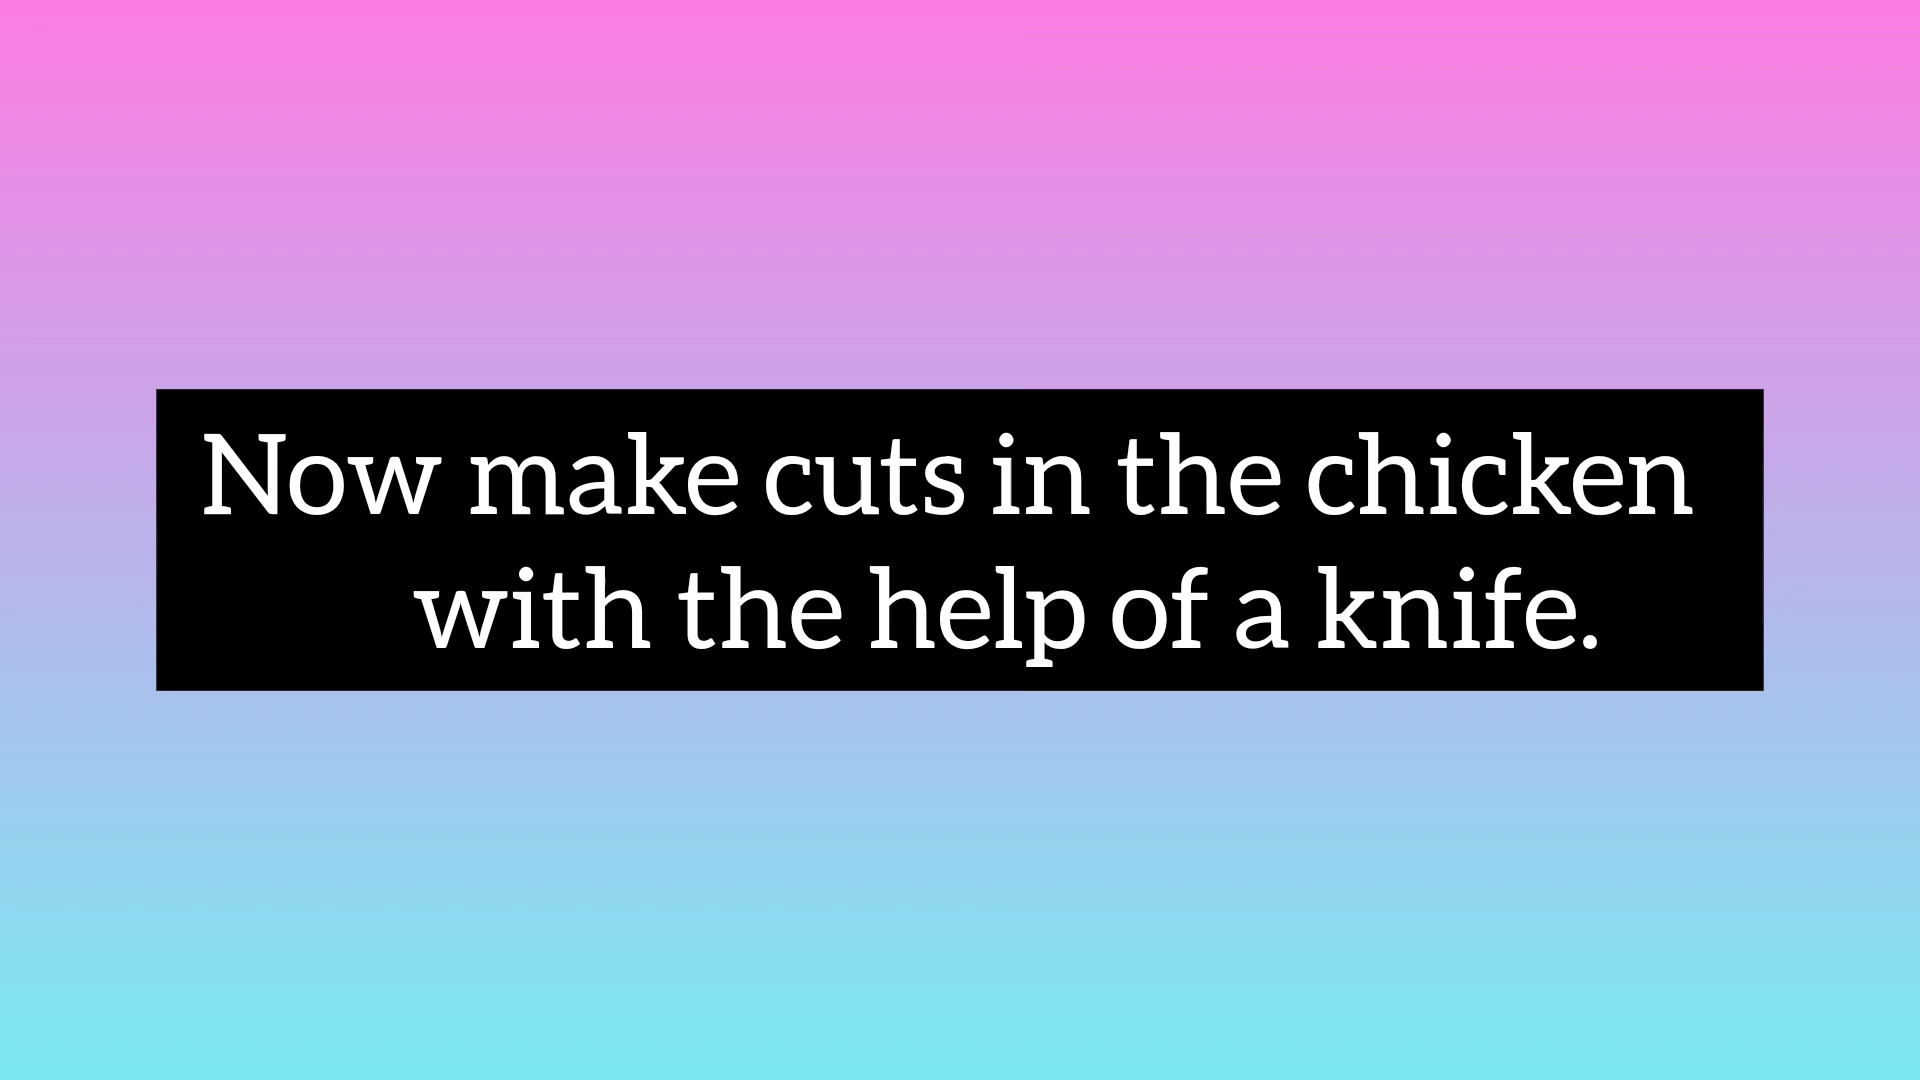 Now make cuts in the chicken
with the help of a knife.